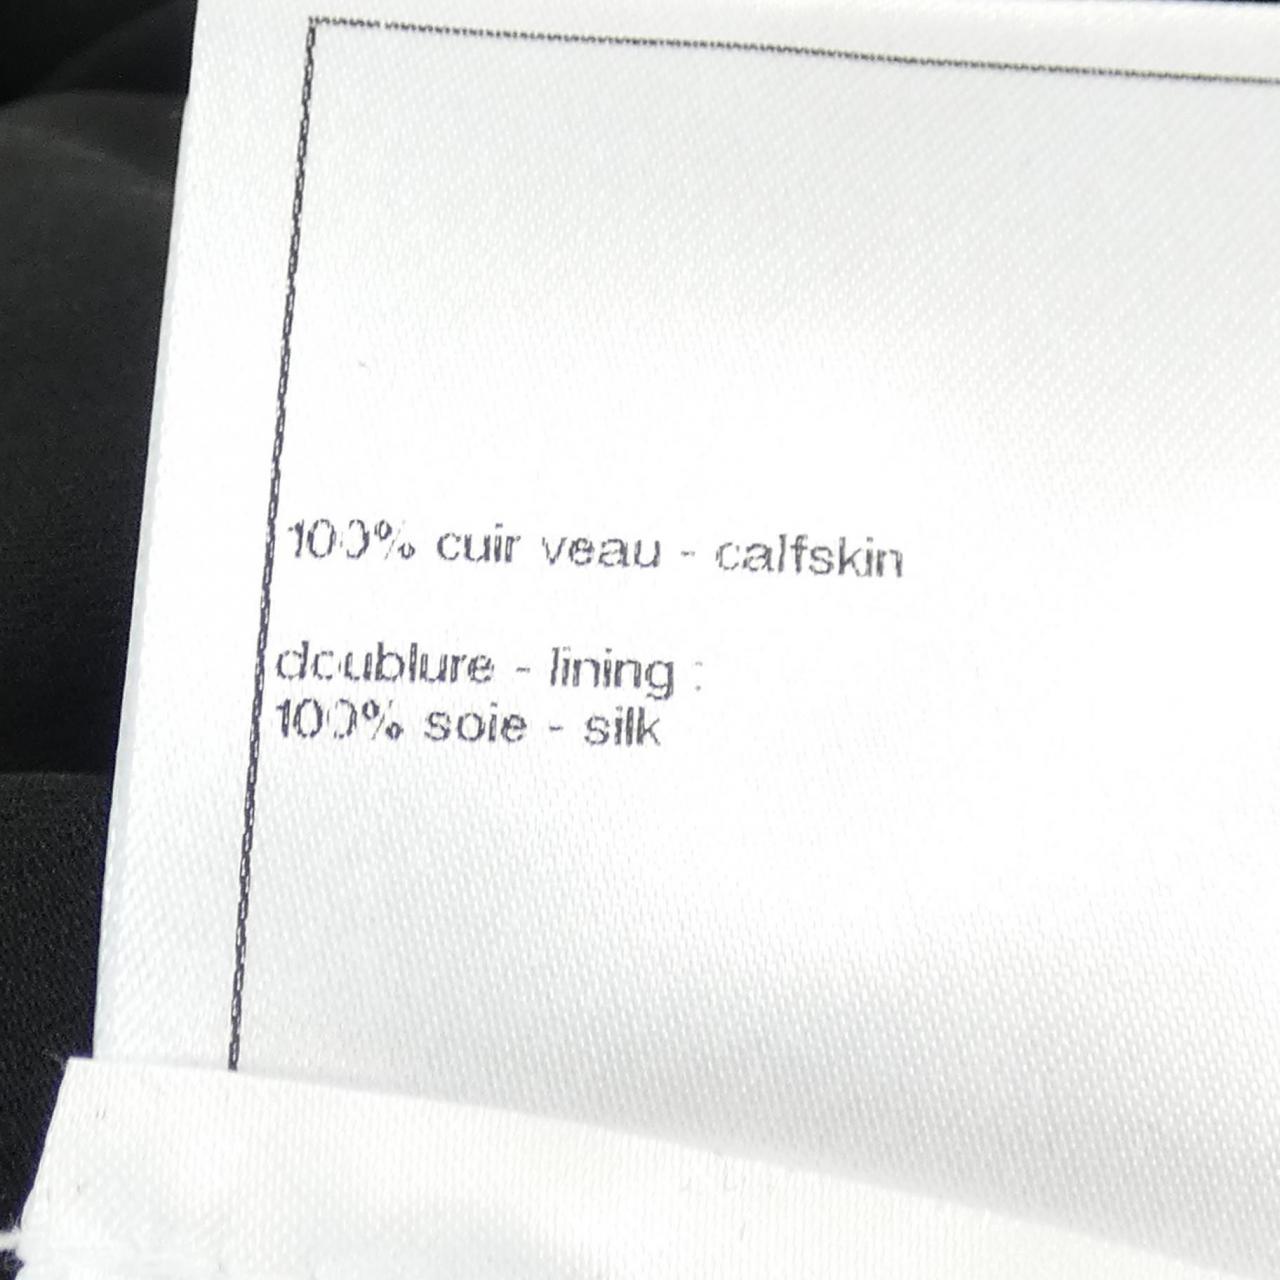 100% cuir veau - calfskin
doublure - lining :
100% soie - silk